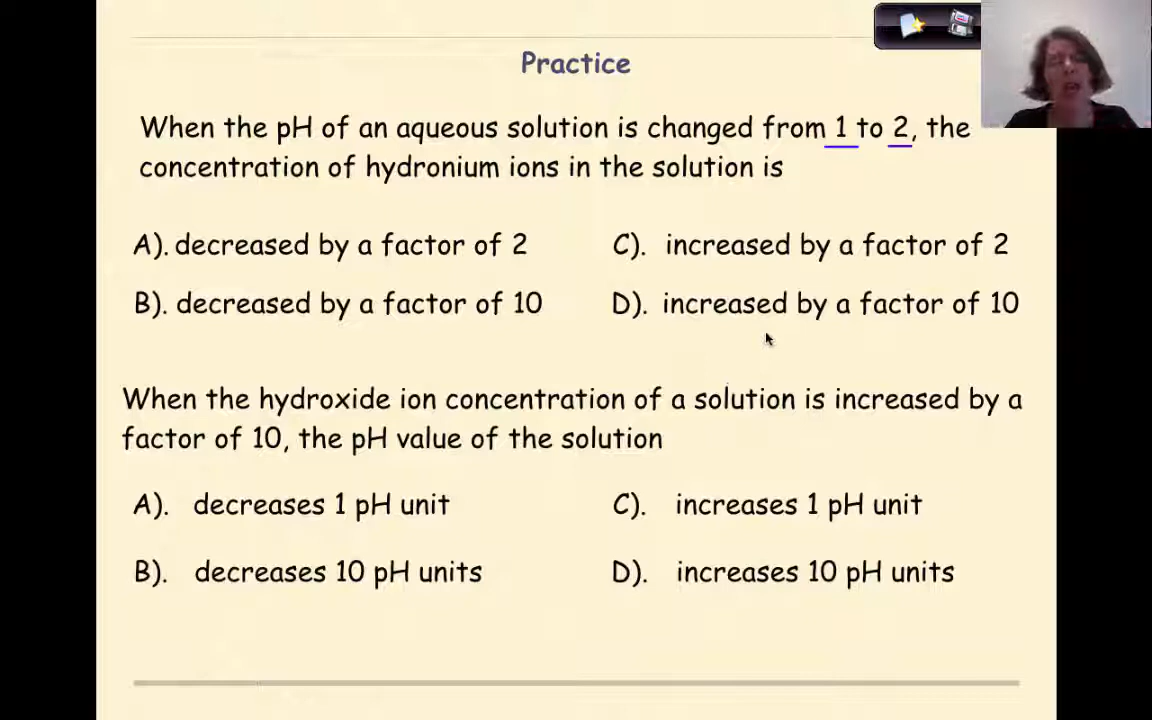 Practice
When the pH of an aqueous solution is changed from 1 to 2, the
concentration of hydronium ions in the solution is
A). decreased by a factor of 2
C). increased by a factor of 2
B). decreased by a factor of 10
D). increased by a factor of 10
When the hydroxide ion concentration of a solution is increased by a
factor of 10, the pH value of the solution
A). decreases 1 pH unit
C). increases 1 pH unit
B). decreases 10 pH units
D). increases 10 pH units